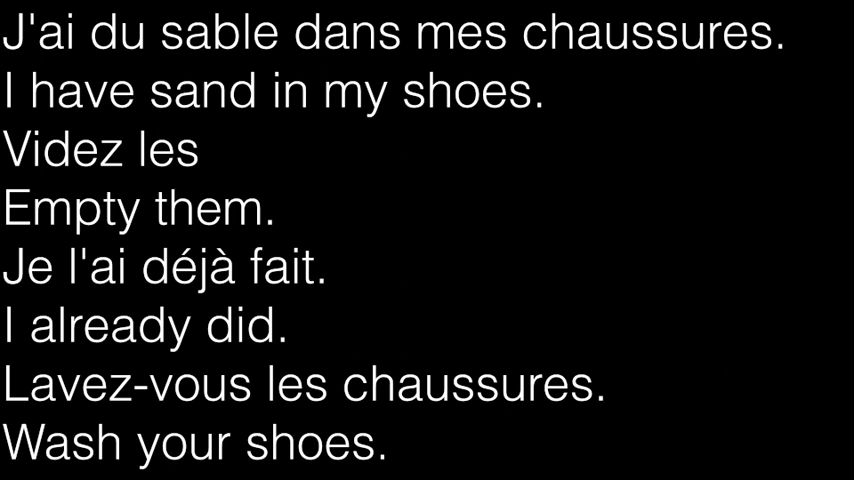 J'ai du sable dans mes chaussures.
I have sand in my shoes.
Videz les
Empty them.
Je l'ai déjà fait.
I already did.
Lavez-vous les chaussures.
Wash your shoes.